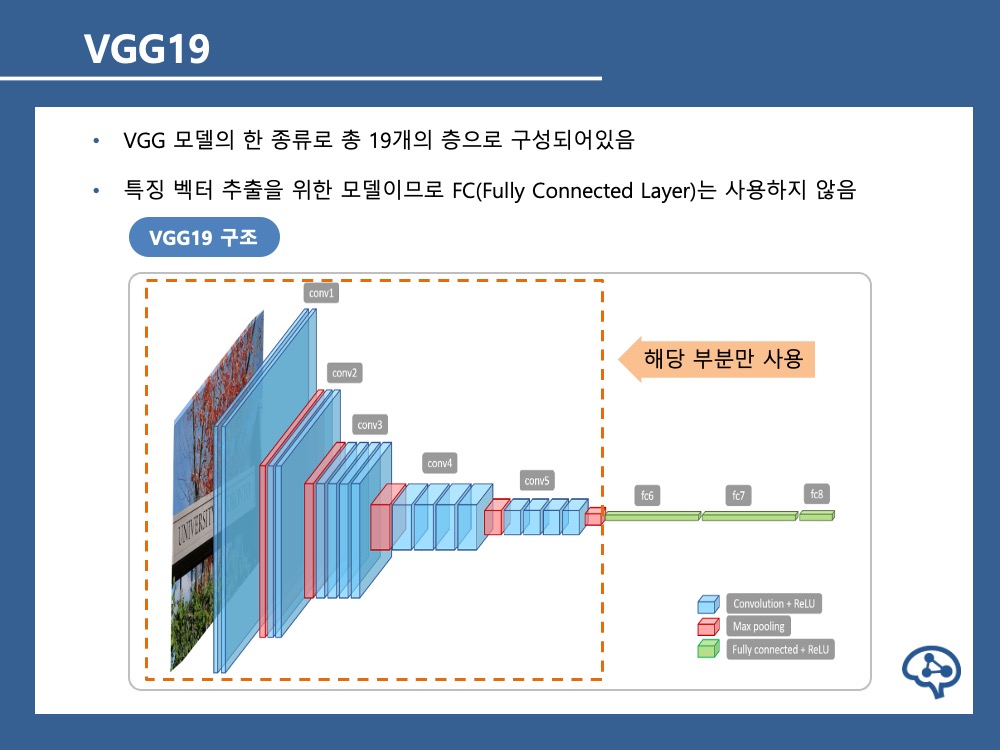 VGG19
• VGG 모델의 한 종류로 총 19개의 층으로 구성되어있음
• 특징 벡터 추출을 위한 모델이므로 FC(Fully Connected Layer)는 사용하지 않음
VGG19 구조
conv1
conv2
conv3
conv4
conv5
해당 부분만 사용
fc6
fc7
fc8
UNIVERSITY
Convolution + ReLU
Max pooling
Fully connected + ReLU